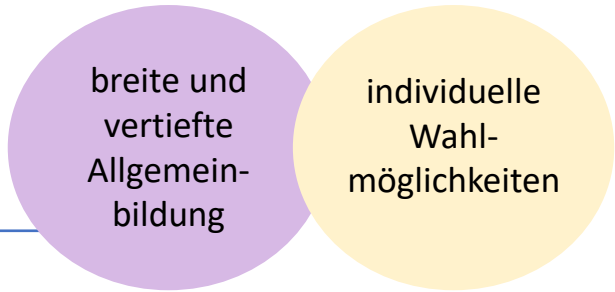 breite und
vertiefte
Allgemein-
bildung
individuelle
Wahl-
möglichkeiten